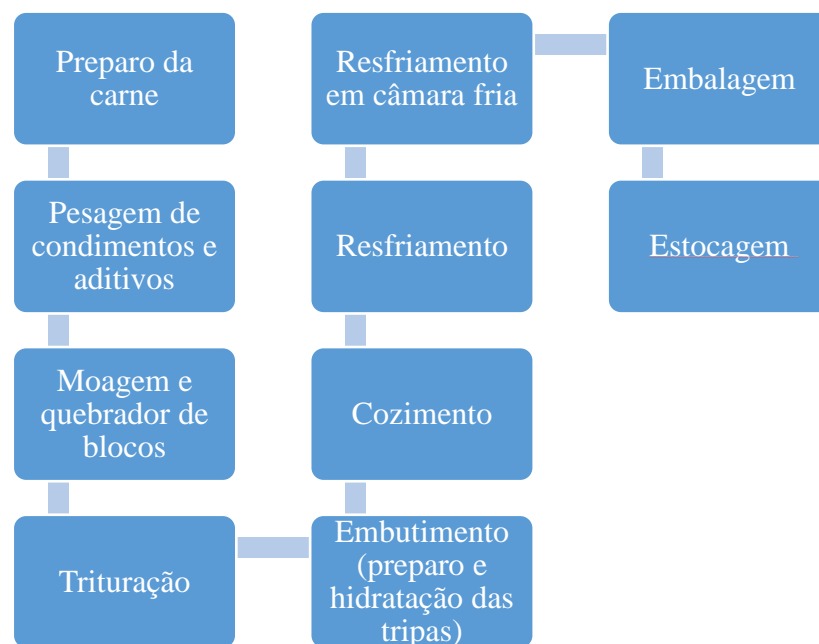 Preparo da
carne
Pesagem de
condimentos e
aditivos
Moagem e
quebrador de
blocos
Trituração
Embutimento
(preparo e
hidratação das
tripas)
Cozimento
Resfriamento
Resfriamento
em câmara fria
Embalagem
Estocagem